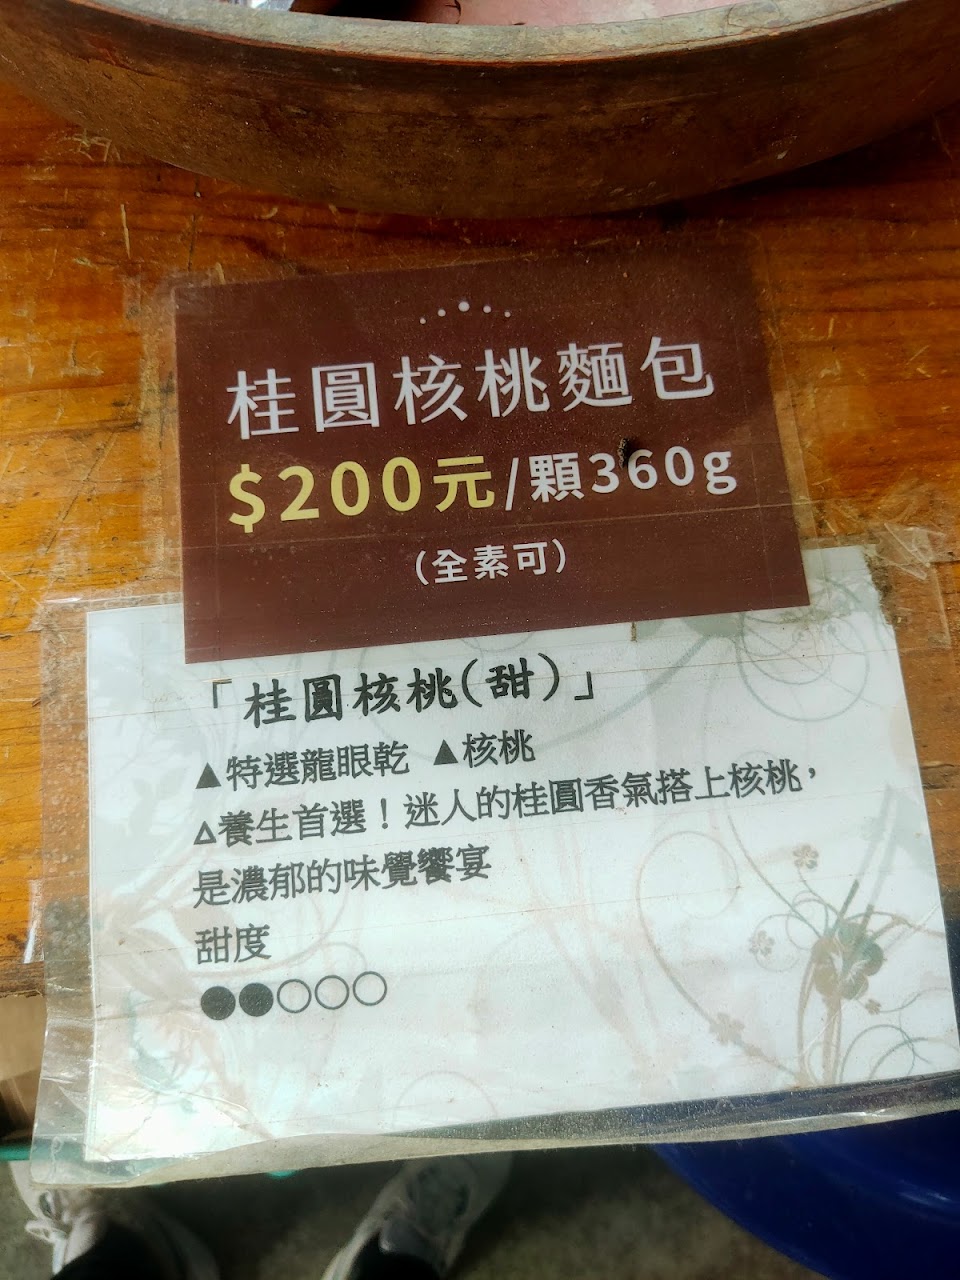 桂圓核桃麵包
$200元/顆360g
(全素可)
「桂圓核桃(甜)」
▲特選龍眼乾 ▲核桃
△養生首選！迷人的桂圓香氣搭上核桃，
是濃郁的味覺饗宴
甜度
●●○○○